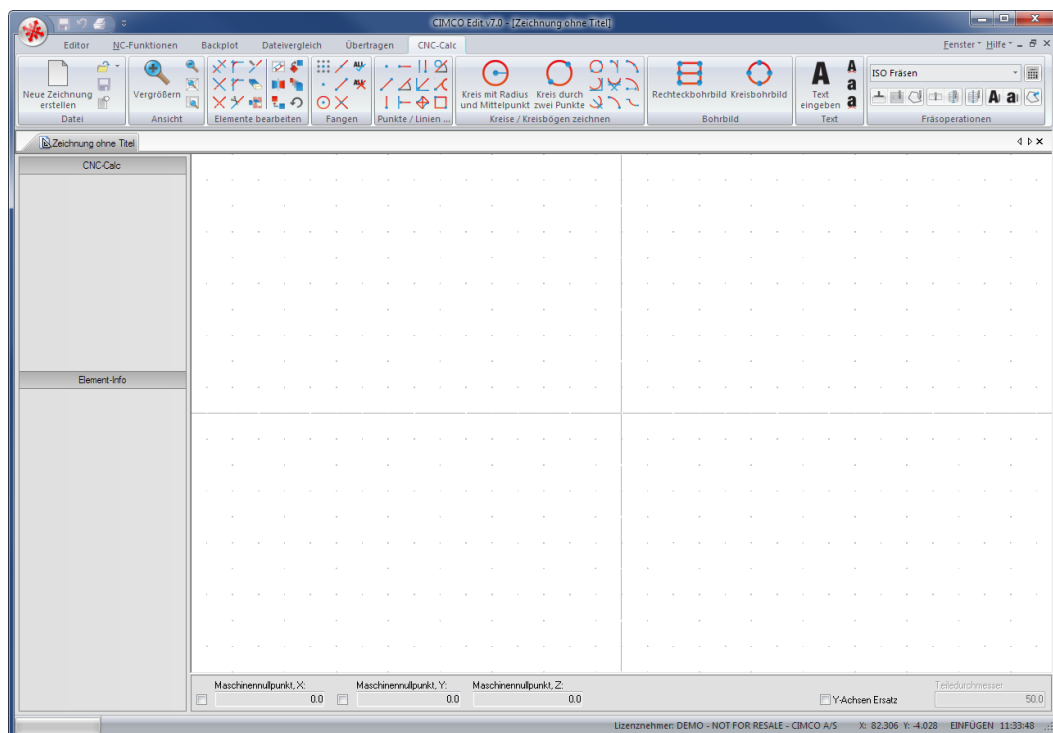 CIMCO Edit v7.0 - [Zeichnung ohne Titel]
Editor NC-Funktionen Backplot Dateivergleich Übertragen CNC-Calc Fenster Hilfe
Neue Zeichnung erstellen
Datei
Vergrößern
Ansicht
Elemente bearbeiten
ALL
ALL
Fangen
Punkte / Linien ...
Kreis mit Radius und Mittelpunkt
Kreis durch zwei Punkte
Kreise / Kreisbögen zeichnen
Rechteckbohrbild Kreisbohrbild
Bohrbild
A
Text eingeben
A
a
a
Text
ISO Fräsen
A a
Fräsoperationen
Zeichnung ohne Titel
CNC-Calc
Element-Info
Maschinennullpunkt, X: Maschinennullpunkt, Y: Maschinennullpunkt, Z: Teiledurchmesser
0.0 0.0 0.0 Y-Achsen Ersatz 50.0
Lizenznehmer: DEMO - NOT FOR RESALE - CIMCO A/S X: 82.306 Y: -4.028 EINFÜGEN 11:33:48